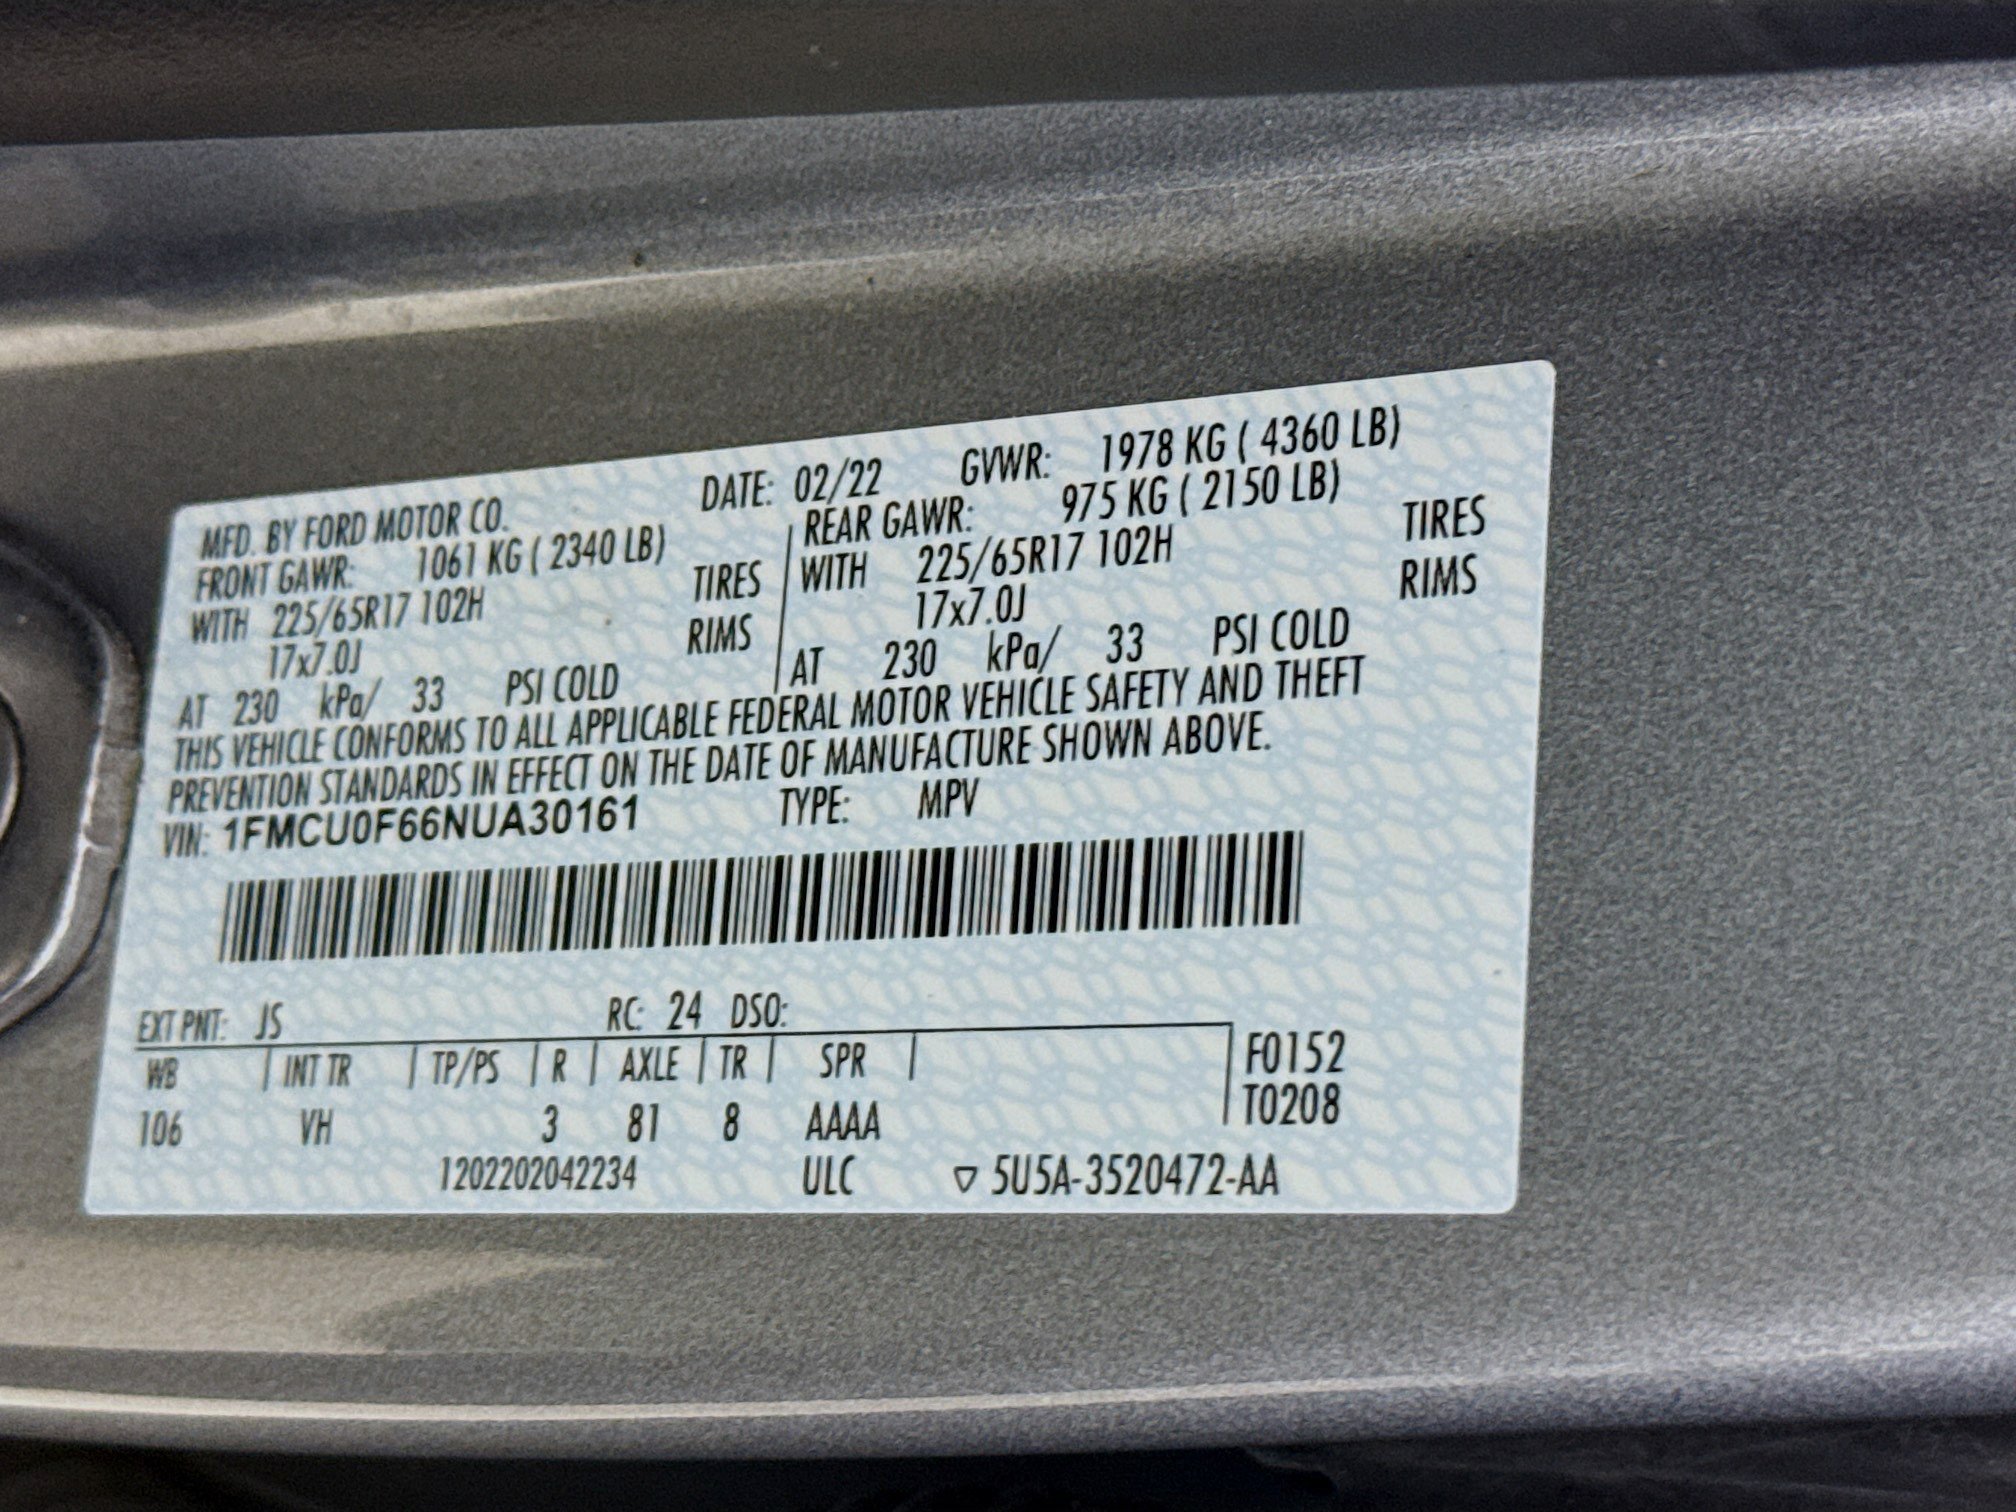 MFD. BY FORD MOTOR CO. DATE: 02/22 GVWR: 1978 KG ( 4360 LB)
FRONT GAWR: 1061 KG ( 2340 LB) REAR GAWR: 975 KG ( 2150 LB)
WITH 225/65R17 102H TIRES WITH 225/65R17 102H TIRES
17x7.0J RIMS 17x7.0J RIMS
AT 230 kPa/ 33 PSI COLD AT 230 kPa/ 33 PSI COLD
THIS VEHICLE CONFORMS TO ALL APPLICABLE FEDERAL MOTOR VEHICLE SAFETY AND THEFT
PREVENTION STANDARDS IN EFFECT ON THE DATE OF MANUFACTURE SHOWN ABOVE.
VIN: 1FMCU0F66NUA30161 TYPE: MPV
EXT PNT: JS RC: 24 DSO:
WB INT TR TP/PS R AXLE TR SPR F0152
106 VH 3 81 8 AAAA T0208
1202202042234 ULC ▽ 5U5A-3520472-AA